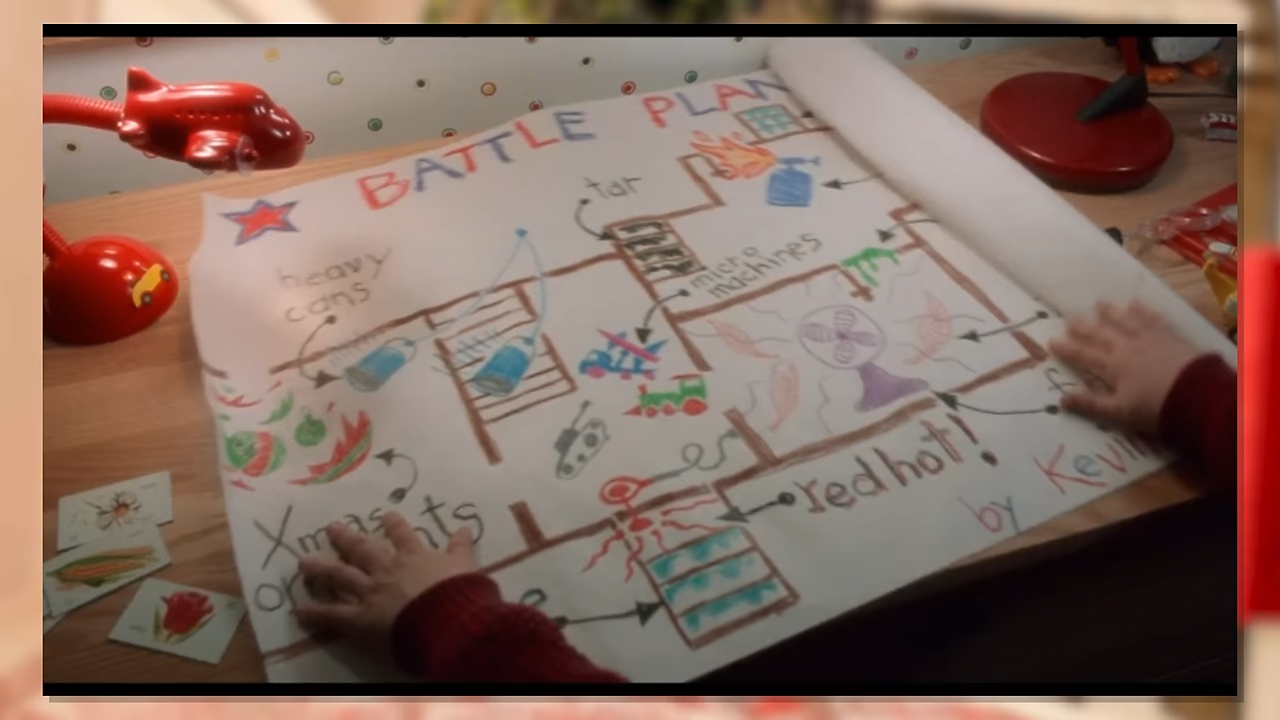 BATTLE PLAN
tar
heavy
cans
micro
machines
Xmas
red hot!
by Kevin